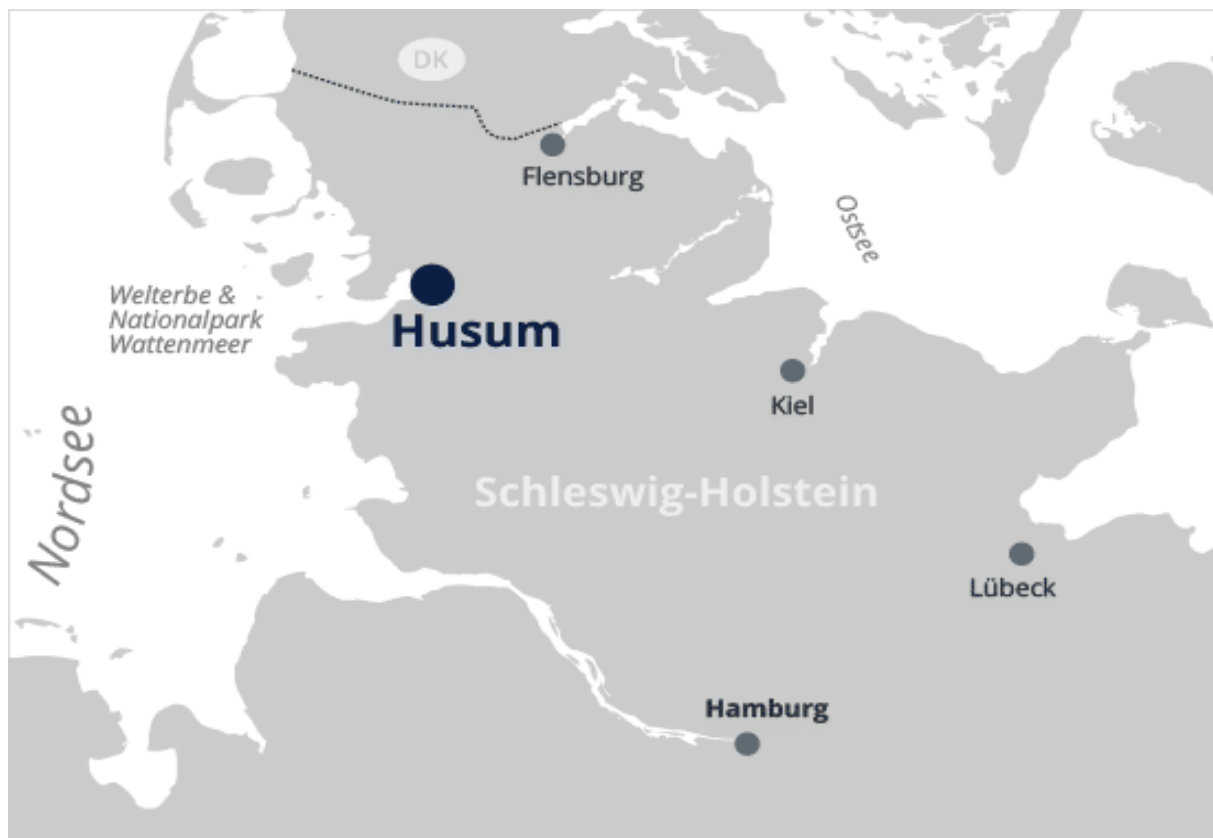 DK
Flensburg
Ostsee
Welterbe &
Nationalpark
Wattenmeer
Husum
Kiel
Nordsee
Schleswig-Holstein
Lübeck
Hamburg